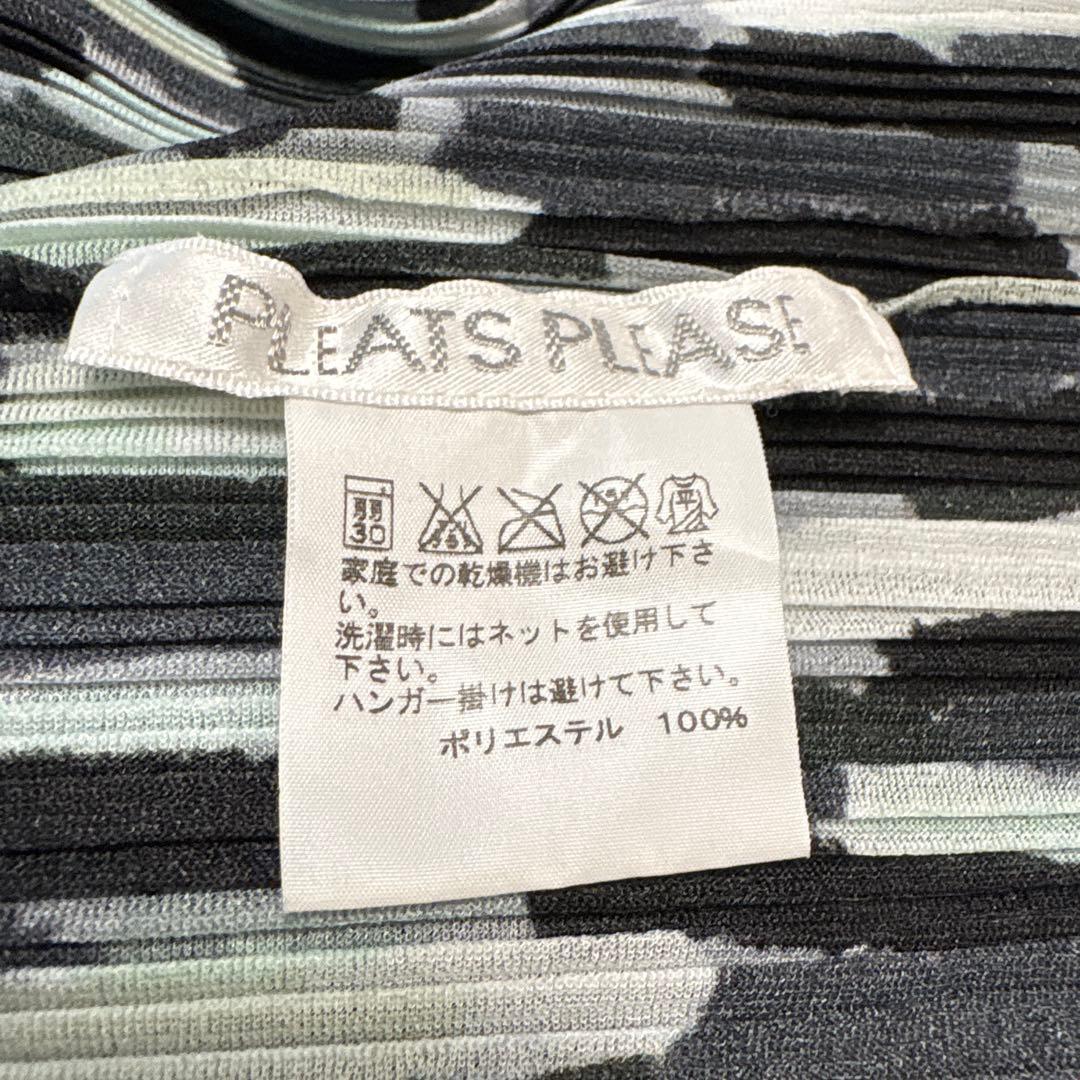 PLEATS PLEASE
弱
30
平
家庭での乾燥機はお避け下さ
い。
洗濯時にはネットを使用して
下さい。
ハンガー掛けは避けて下さい。
ポリエステル 100%